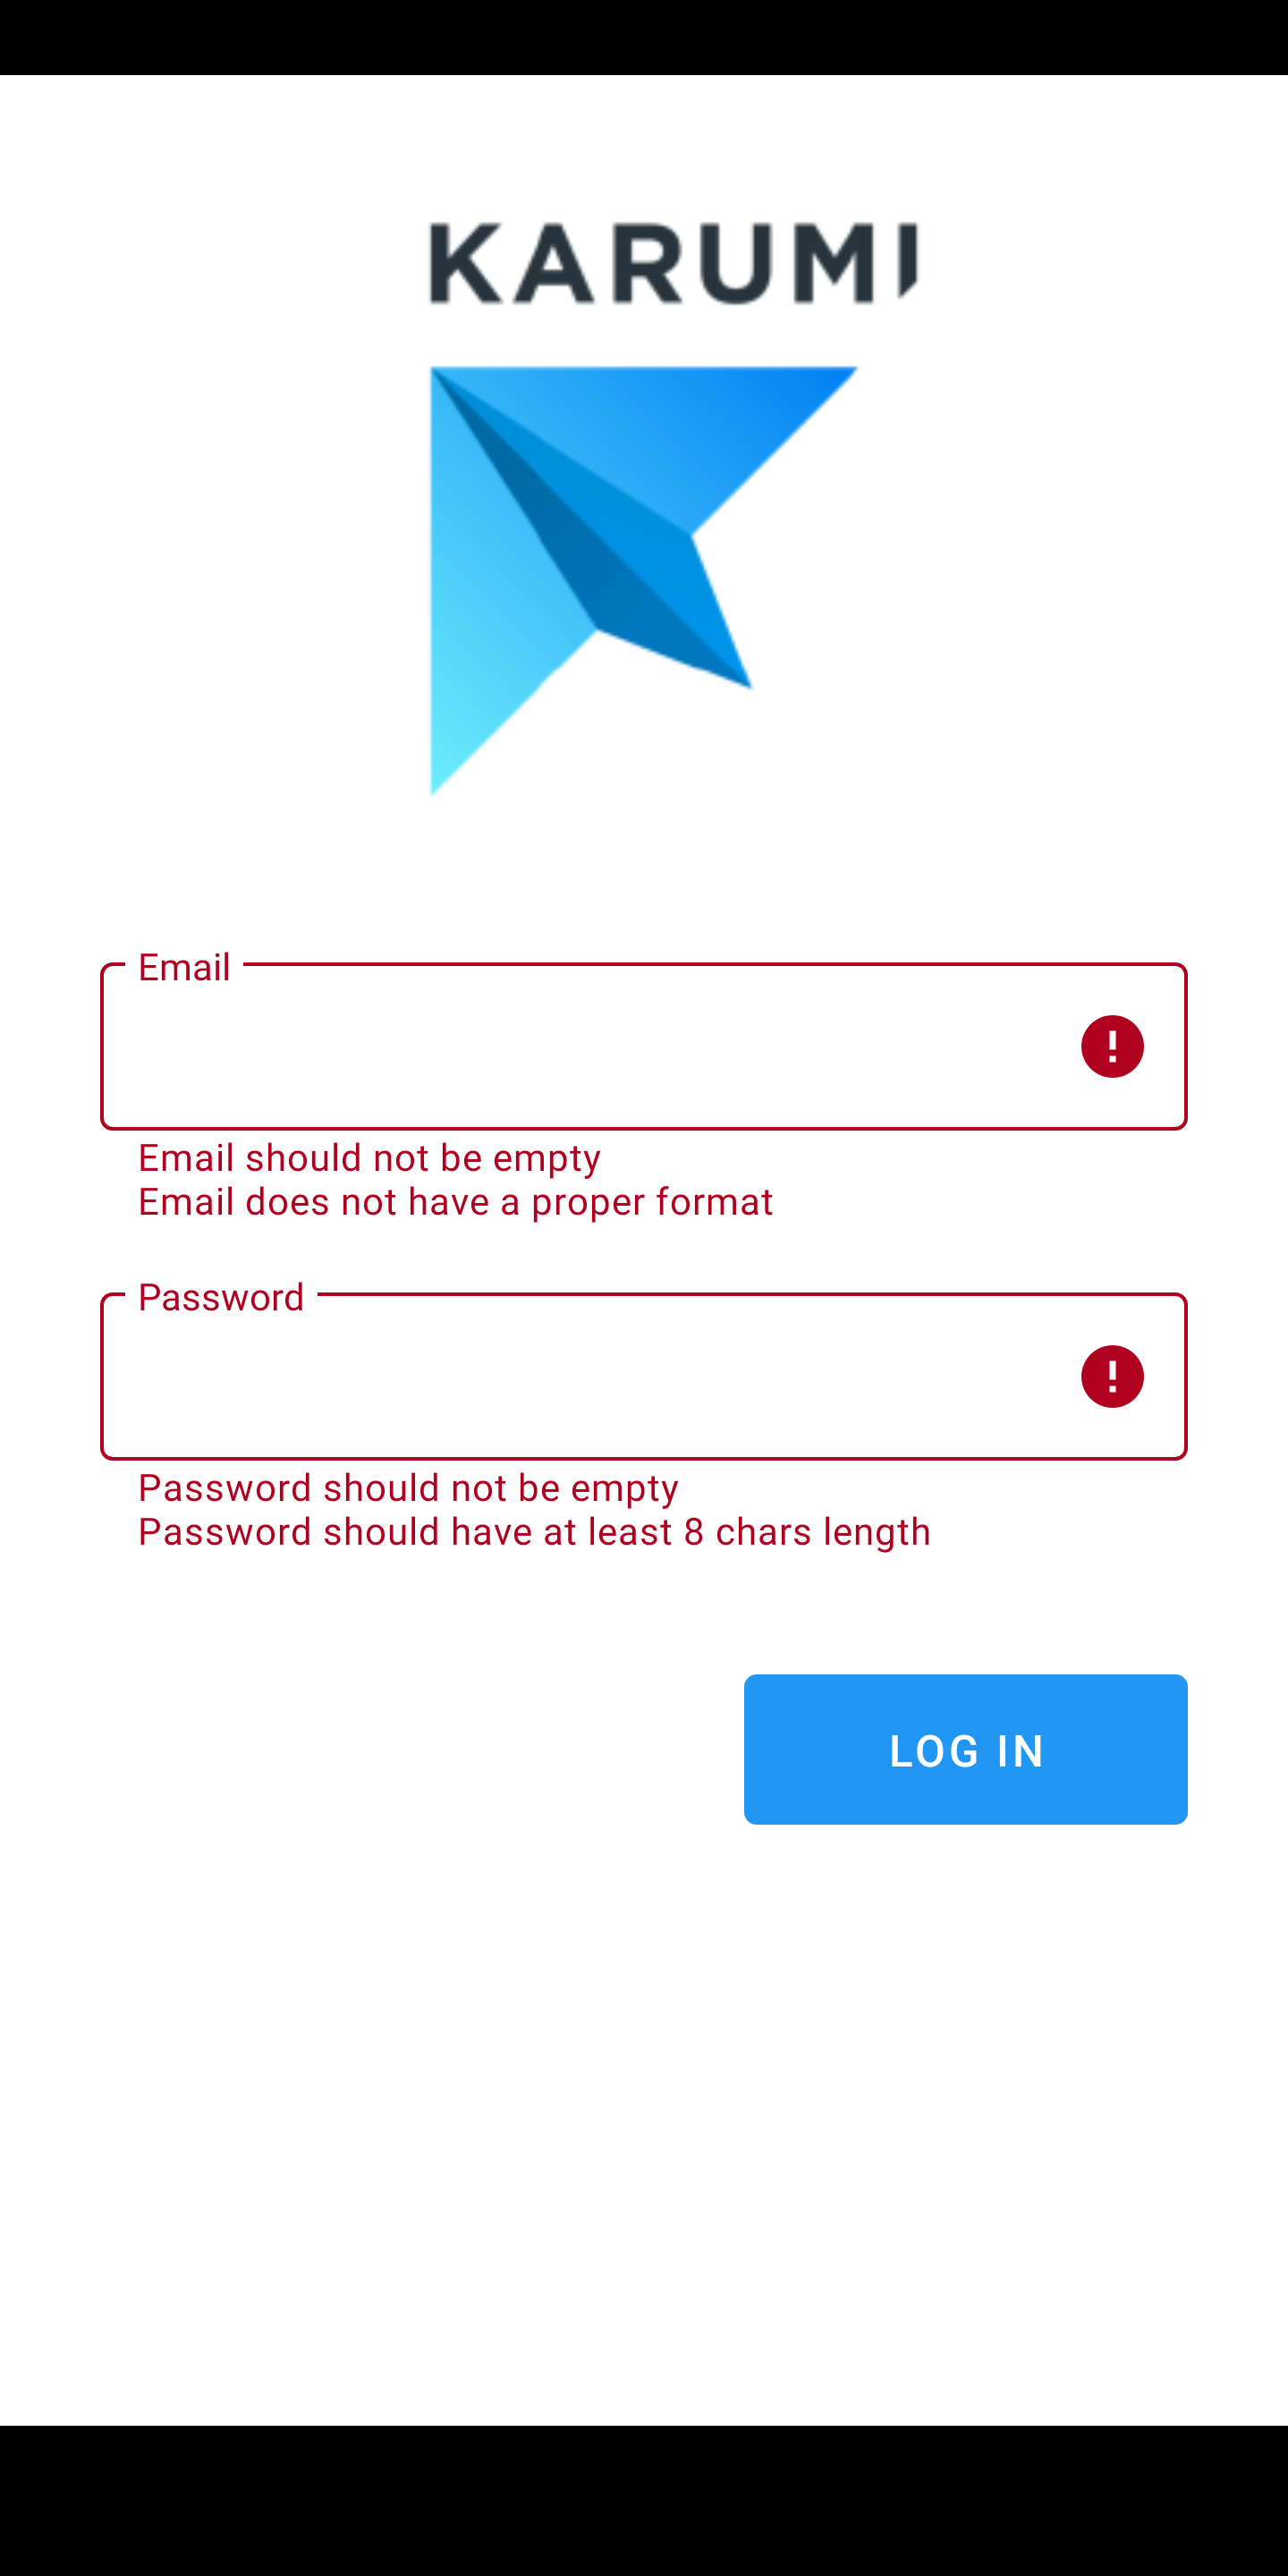 KARUMI
Email
Email should not be empty
Email does not have a proper format
Password
Password should not be empty
Password should have at least 8 chars length
LOG IN